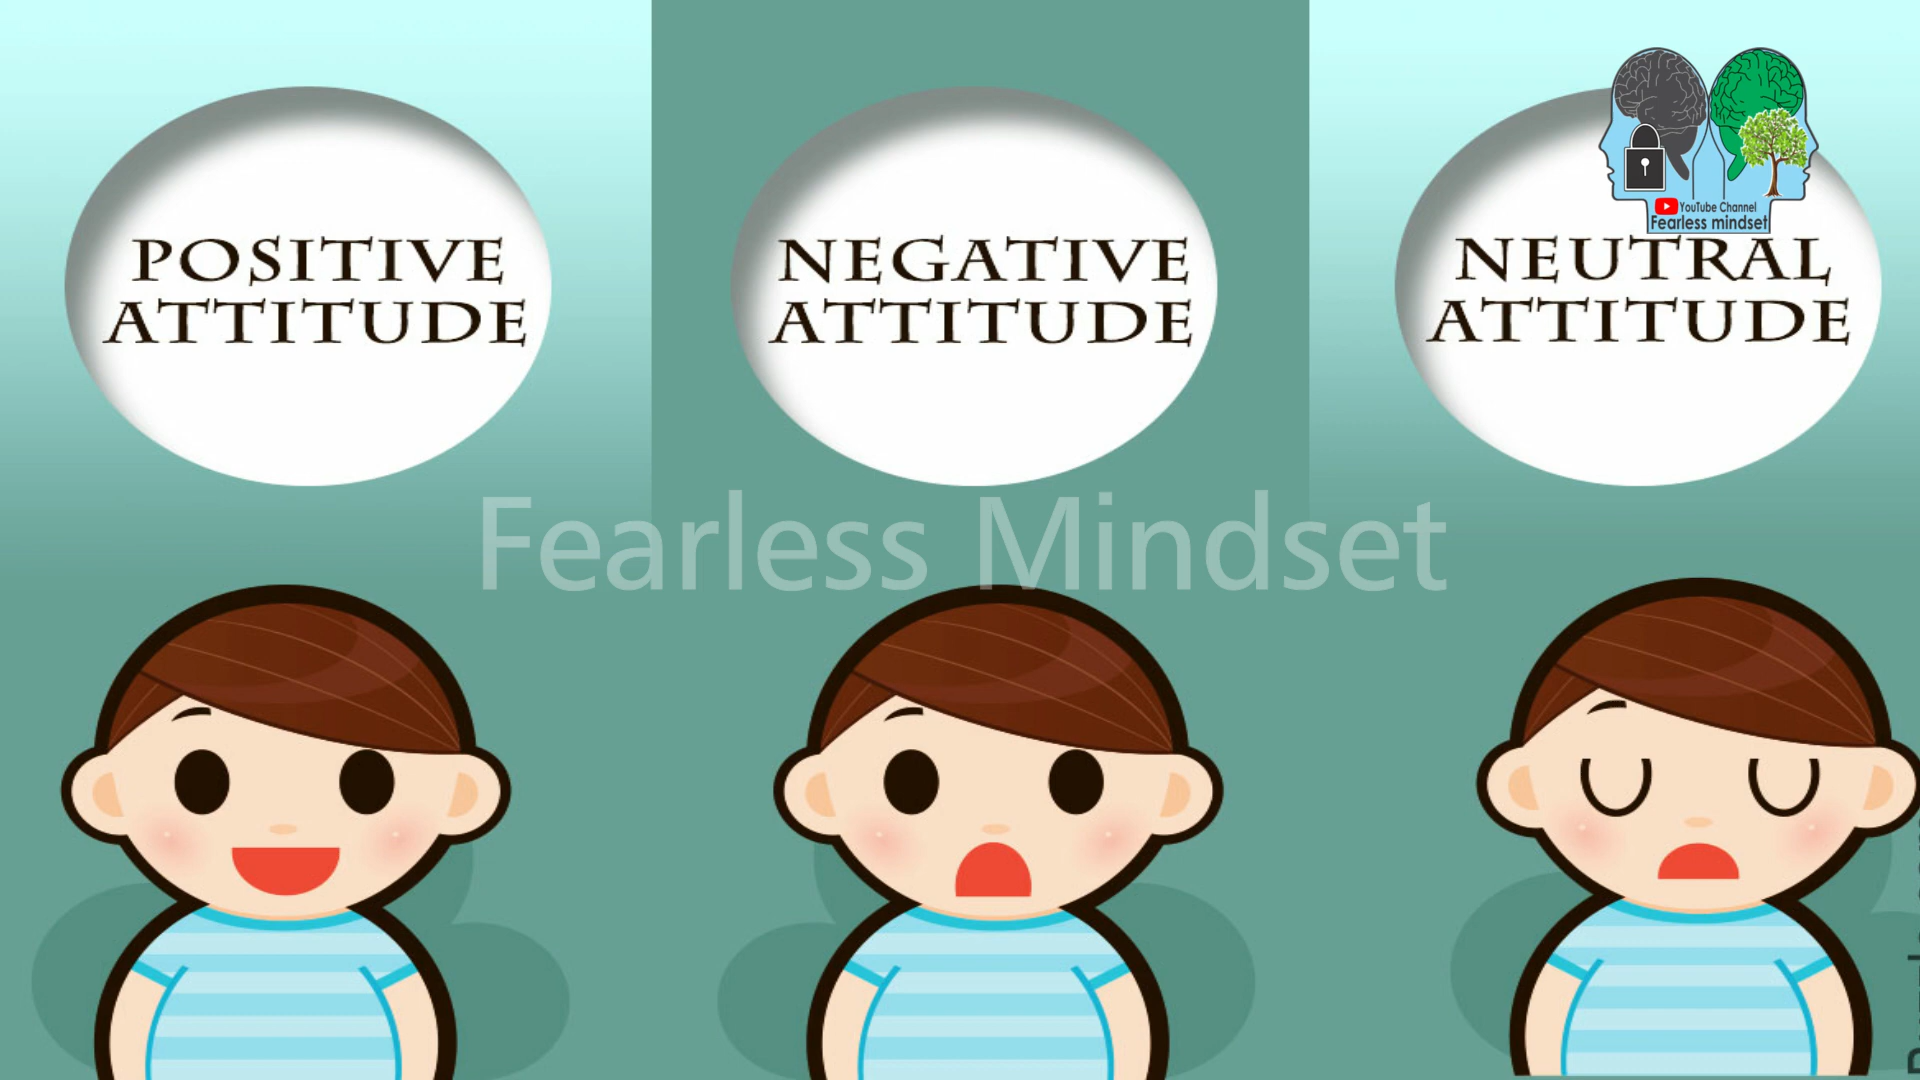 POSITIVE
ATTITUDE
NEGATIVE
ATTITUDE
NEUTRAL
ATTITUDE
YouTube Channel
Fearless mindset
Fearless Mindset